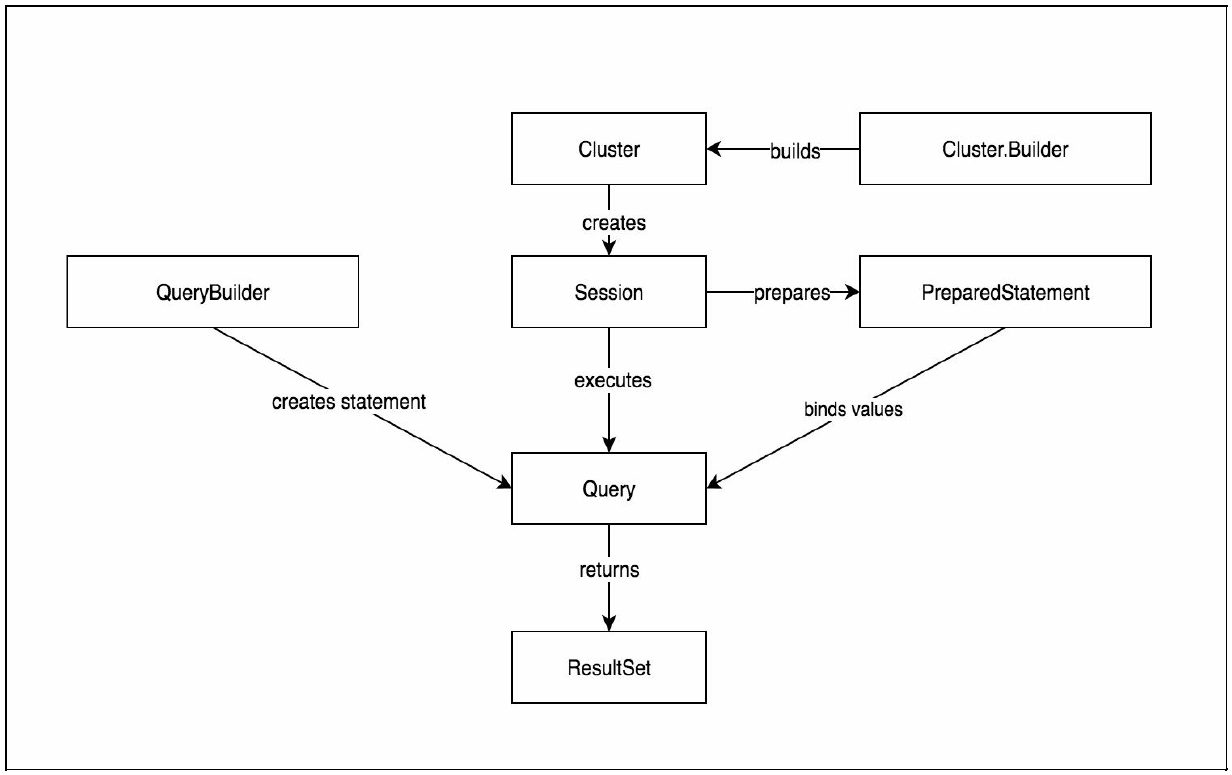 Cluster
builds
Cluster.Builder
creates
QueryBuilder
Session
prepares
PreparedStatement
executes
creates statement
binds values
Query
returns
ResultSet